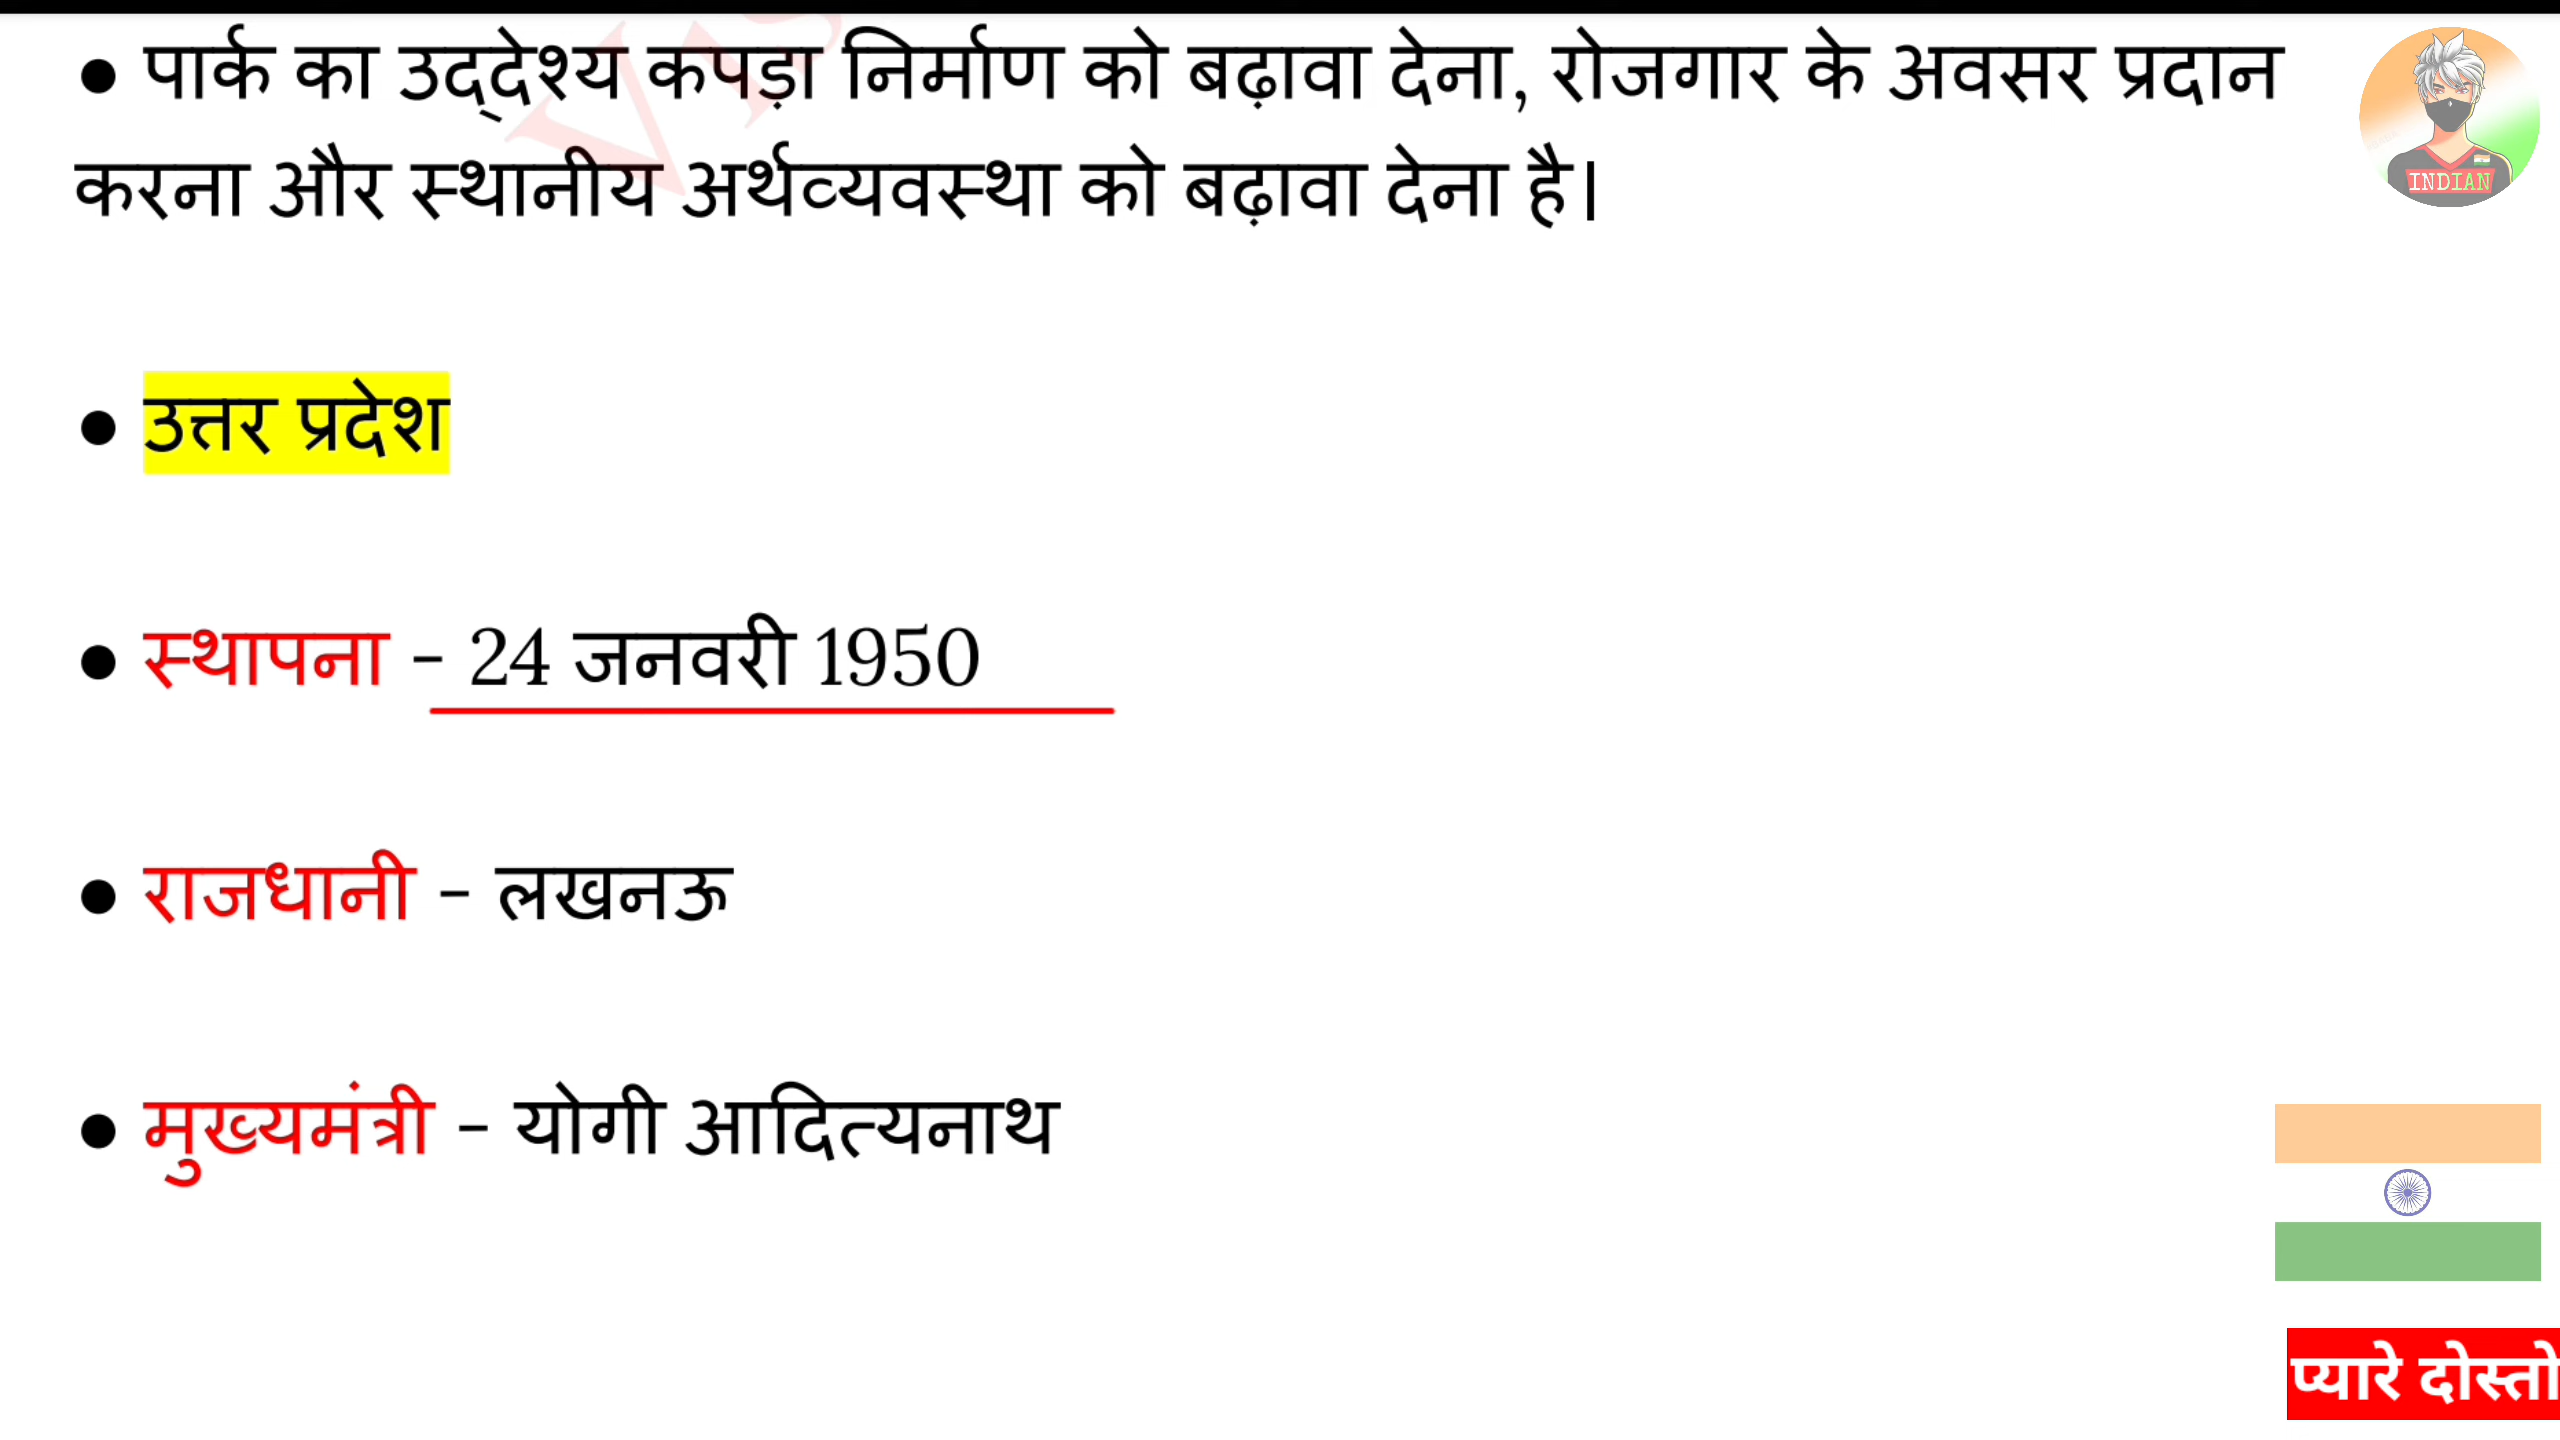 ● पार्क का उद्देश्य कपड़ा निर्माण को बढ़ावा देना, रोजगार के अवसर प्रदान
करना और स्थानीय अर्थव्यवस्था को बढ़ावा देना है।
INDIAN
● उत्तर प्रदेश
● स्थापना - 24 जनवरी 1950
● राजधानी - लखनऊ
● मुख्यमंत्री - योगी आदित्यनाथ
प्यारे दोस्तो